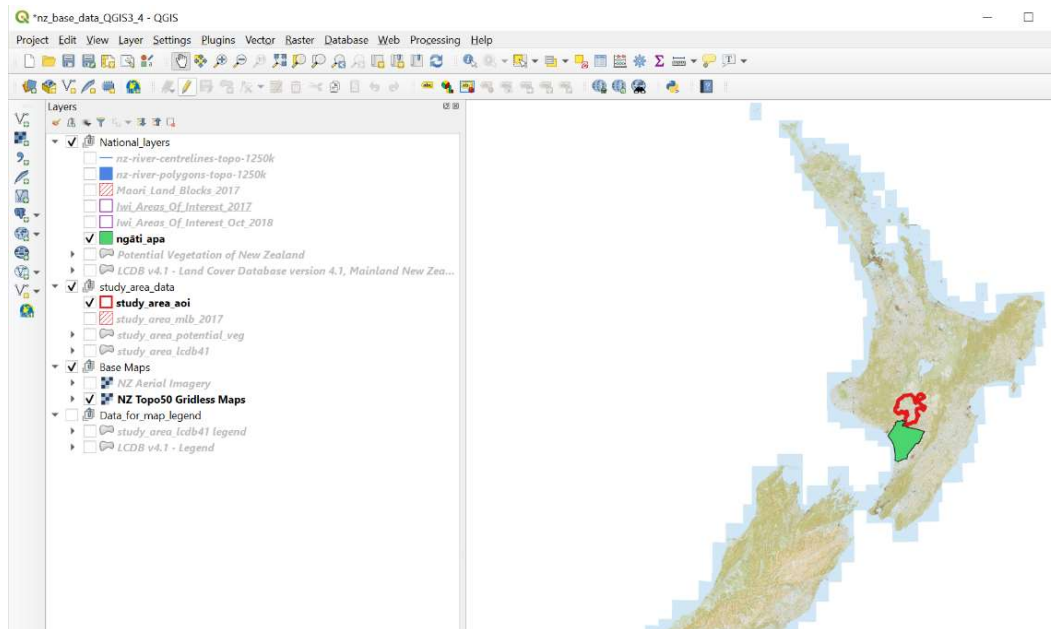 *nz_base_data_QGIS3_4 - QGIS
Project Edit View Layer Settings Plugins Vector Raster Database Web Processing Help
Layers
National_layers
nz-river-centrelines-topo-1250k
nz-river-polygons-topo-1250k
Maori_Land_Blocks_2017
Iwi_Areas_Of_Interest_2017
Iwi_Areas_Of_Interest_Oct_2018
ngāti_apa
Potential Vegetation of New Zealand
LCDB v4.1 - Land Cover Database version 4.1, Mainland New Zea...
study_area_data
study_area_aoi
study_area_mlb_2017
study_area_potential_veg
study_area_lcdb41
Base Maps
NZ Aerial Imagery
NZ Topo50 Gridless Maps
Data_for_map_legend
study_area_lcdb41 legend
LCDB v4.1 - Legend